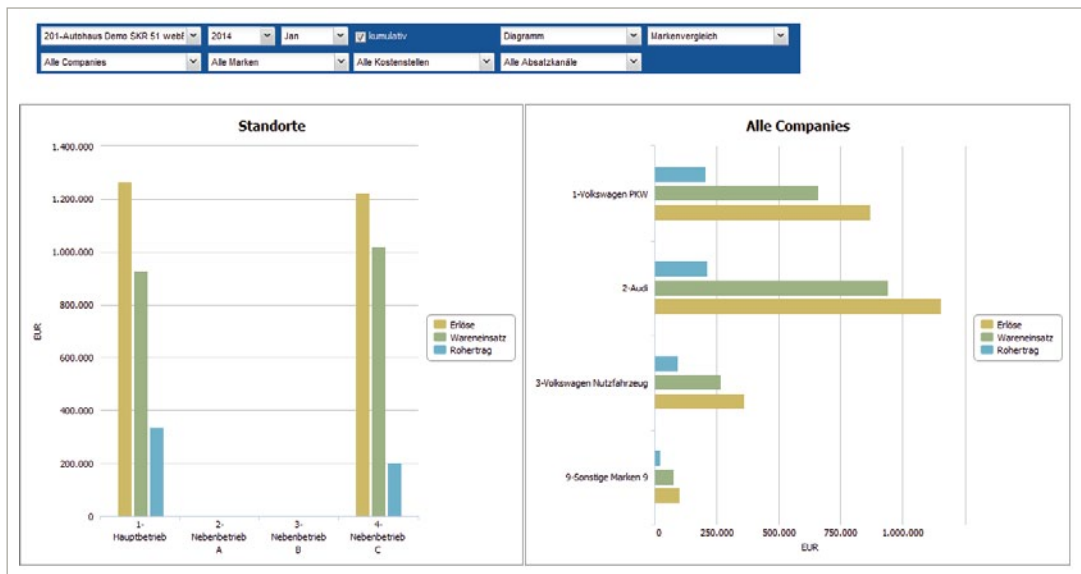 201-Autohaus Demo SKR 51 webE 2014 Jan kumulativ Diagramm Markenvergleich
Alle Companies Alle Marken Alle Kostenstellen Alle Absatzkanäle
Standorte
EUR
1.400.000
1.200.000
1.000.000
800.000
600.000
400.000
200.000
0
1-
Hauptbetrieb
2-
Nebenbetrieb
A
3-
Nebenbetrieb
B
4-
Nebenbetrieb
C
Erlöse
Wareneinsatz
Rohertrag
Alle Companies
1-Volkswagen PKW
2-Audi
3-Volkswagen Nutzfahrzeug
9-Sonstige Marken 9
0 250.000 500.000 750.000 1.000.000
EUR
Erlöse
Wareneinsatz
Rohertrag